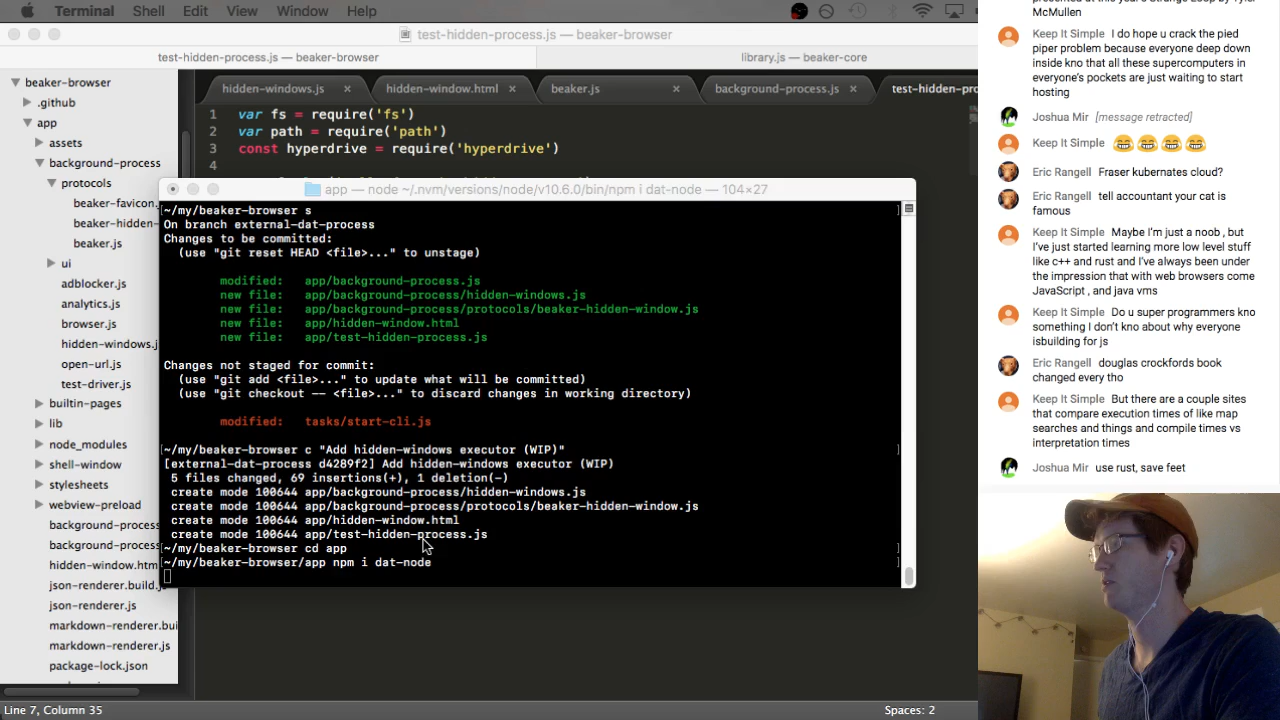 Terminal Shell Edit View Window Help
test-hidden-process.js — beaker-browser
test-hidden-process.js — beaker-browser
library.js — beaker-core
beaker-browser
.github
app
assets
background-process
protocols
beaker-favicon.
beaker-hidden-
beaker.js
ui
adblocker.js
analytics.js
browser.js
hidden-windows.j
open-url.js
test-driver.js
builtin-pages
lib
node_modules
shell-window
stylesheets
webview-preload
background-proces
background-proces
hidden-window.htm
json-renderer.build.j
json-renderer.js
markdown-renderer.bui
markdown-renderer.js
package-lock.json
hidden-windows.js
hidden-window.html
beaker.js
background-process.js
test-hidden-pro
1 var fs = require('fs')
2 var path = require('path')
3 const hyperdrive = require('hyperdrive')
4
app — node ~/.nvm/versions/node/v10.6.0/bin/npm i dat-node — 104×27
[~/my/beaker-browser s ]
On branch external-dat-process
Changes to be committed:
(use "git reset HEAD <file>..." to unstage)
modified: app/background-process.js
new file: app/background-process/hidden-windows.js
new file: app/background-process/protocols/beaker-hidden-window.js
new file: app/hidden-window.html
new file: app/test-hidden-process.js
Changes not staged for commit:
(use "git add <file>..." to update what will be committed)
(use "git checkout -- <file>..." to discard changes in working directory)
modified: tasks/start-cli.js
[~/my/beaker-browser c "Add hidden-windows executor (WIP)" ]
[external-dat-process d4289f2] Add hidden-windows executor (WIP)
5 files changed, 69 insertions(+), 1 deletion(-)
create mode 100644 app/background-process/hidden-windows.js
create mode 100644 app/background-process/protocols/beaker-hidden-window.js
create mode 100644 app/hidden-window.html
create mode 100644 app/test-hidden-process.js
[~/my/beaker-browser cd app ]
[~/my/beaker-browser/app npm i dat-node ]
Line 7, Column 35
Spaces: 2
McMullen
Keep It Simple I do hope u crack the pied
piper problem because everyone deep down
inside kno that all these supercomputers in
everyone's pockets are just waiting to start
hosting
Joshua Mir [message retracted]
Keep It Simple 😂 😂 😂 😂
Eric Rangell Fraser kubernates cloud?
Eric Rangell tell accountant your cat is
famous
Keep It Simple Maybe I'm just a noob , but
I've just started learning more low level stuff
like c++ and rust and I've always been under
the impression that with web browsers come
JavaScript , and java vms
Keep It Simple Do u super programmers kno
something I don't kno about why everyone
isbuilding for js
Eric Rangell douglas crockfords book
changed every tho
Keep It Simple But there are a couple sites
that compare execution times of like map
searches and things and compile times vs
interpretation times
Joshua Mir use rust, save feet